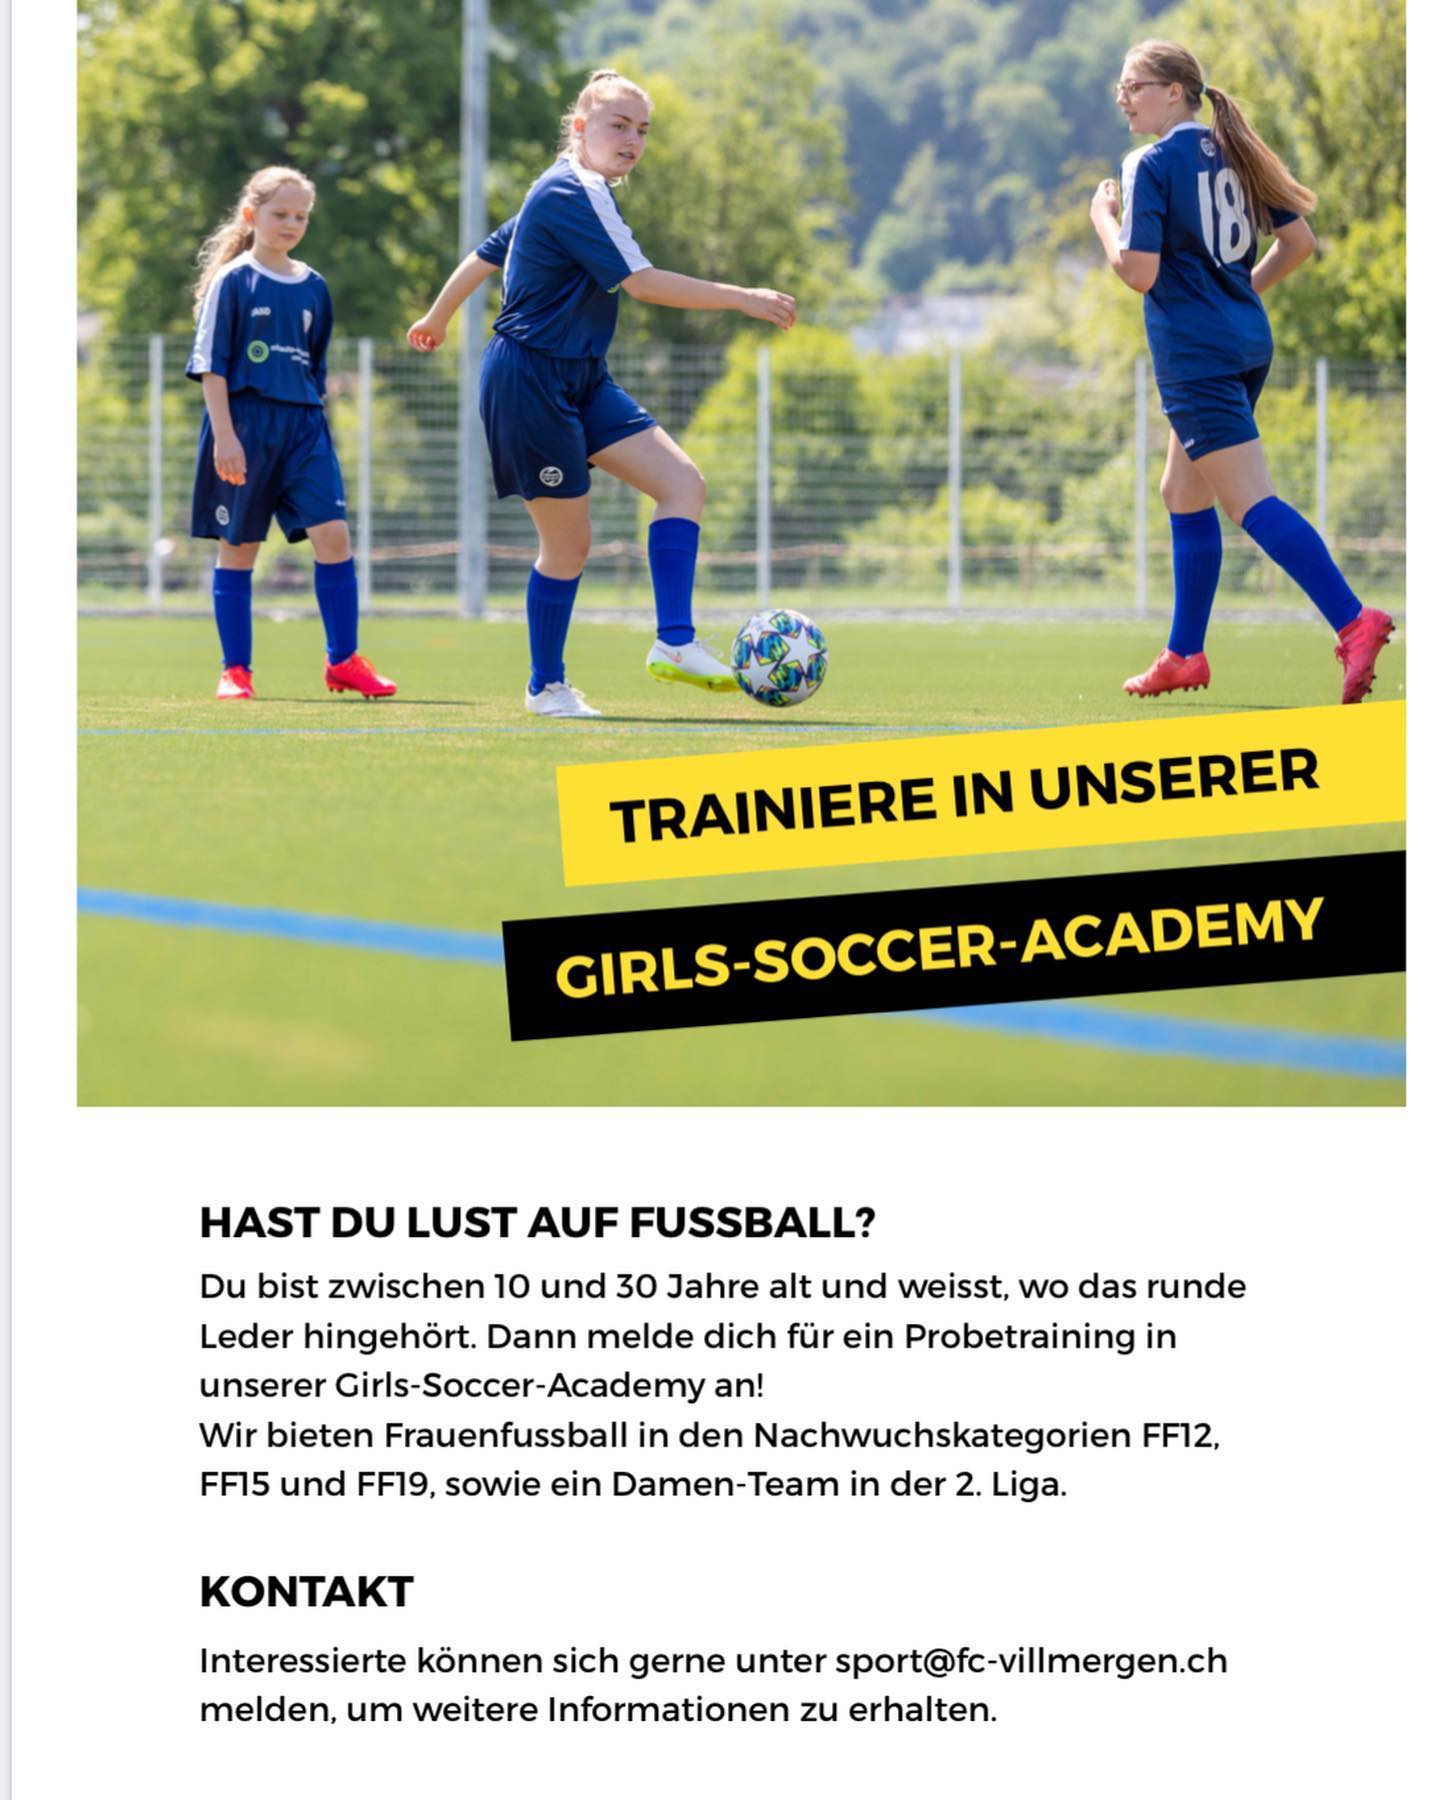 JAKO
18
TRAINIERE IN UNSERER
GIRLS-SOCCER-ACADEMY
HAST DU LUST AUF FUSSBALL?
Du bist zwischen 10 und 30 Jahre alt und weisst, wo das runde
Leder hingehört. Dann melde dich für ein Probetraining in
unserer Girls-Soccer-Academy an!
Wir bieten Frauenfussball in den Nachwuchskategorien FF12,
FF15 und FF19, sowie ein Damen-Team in der 2. Liga.
KONTAKT
Interessierte können sich gerne unter sport@fc-villmergen.ch
melden, um weitere Informationen zu erhalten.